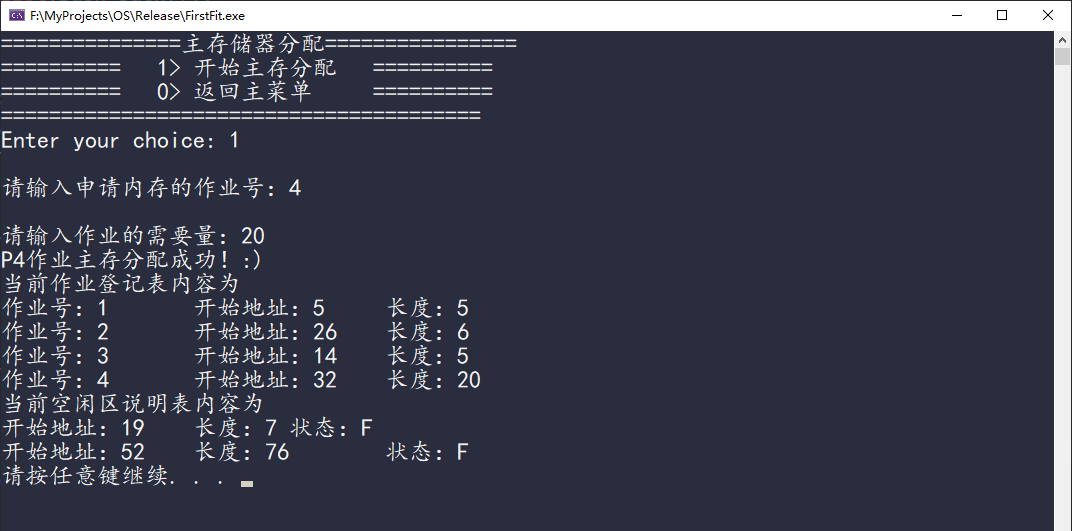 F:\MyProjects\OS\Release\FirstFit.exe
===============主存储器分配================
==========   1> 开始主存分配   ==========
==========   0> 返回主菜单     ==========
========================================
Enter your choice: 1
请输入申请内存的作业号：4
请输入作业的需要量：20
P4作业主存分配成功！:)
当前作业登记表内容为
作业号：1       开始地址：5     长度：5
作业号：2       开始地址：26    长度：6
作业号：3       开始地址：14    长度：5
作业号：4       开始地址：32    长度：20
当前空闲区说明表内容为
开始地址：19    长度：7 状态：F
开始地址：52    长度：76        状态：F
请按任意键继续. . .